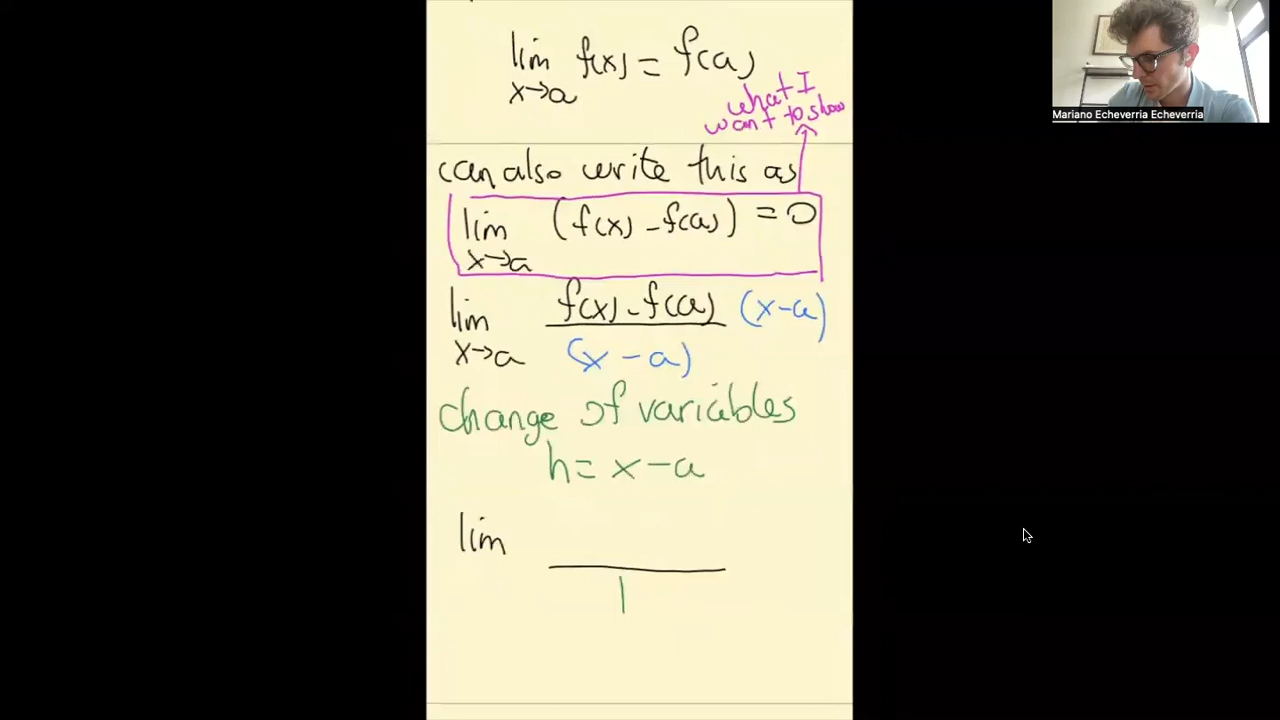 lim f(x) = f(a)
x→a
what I
want to show
Mariano Echeverria Echeverria
can also write this as
lim (f(x) - f(a)) = 0
x→a
lim f(x) - f(a) (x-a)
x→a (x - a)
change of variables
h = x - a
lim